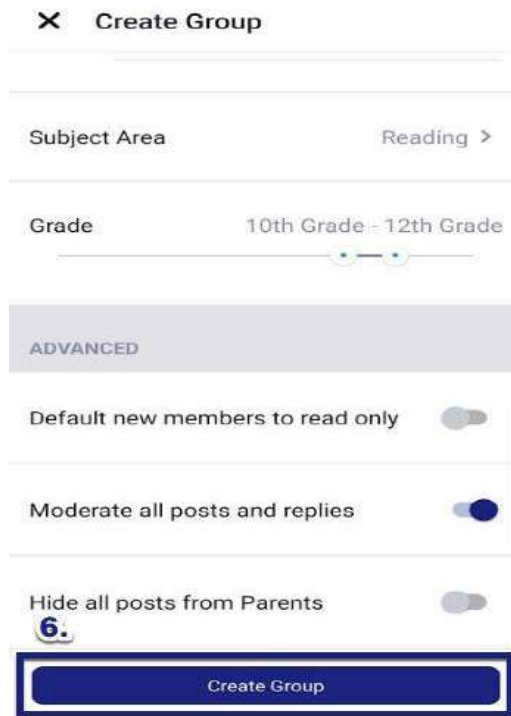 × Create Group
Subject Area Reading >
Grade 10th Grade - 12th Grade
ADVANCED
Default new members to read only
Moderate all posts and replies
Hide all posts from Parents
6.
Create Group